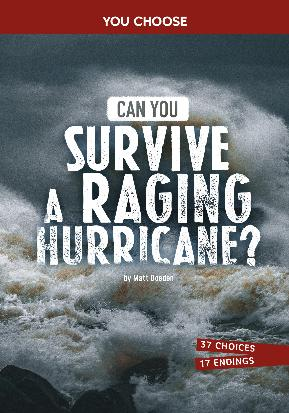 YOU CHOOSE
CAN YOU
SURVIVE
A RAGING
HURRICANE?
by Matt Doeden
37 CHOICES
17 ENDINGS